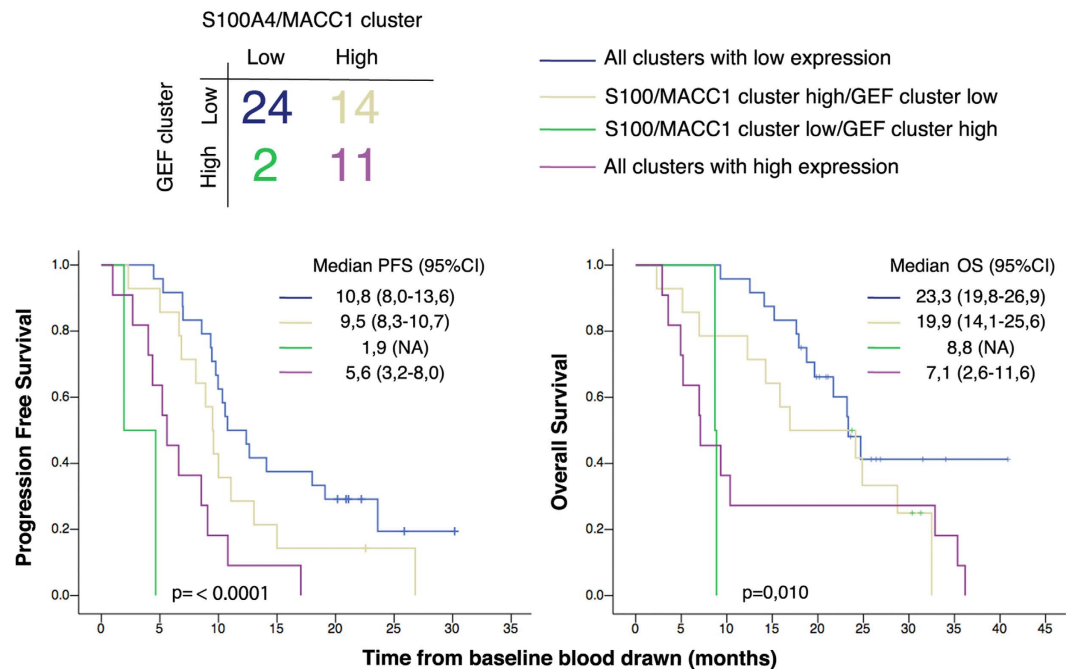 S100A4/MACC1 cluster
Low High
GEF cluster
Low 24 14
High 2 11
All clusters with low expression
S100/MACC1 cluster high/GEF cluster low
S100/MACC1 cluster low/GEF cluster high
All clusters with high expression
Progression Free Survival
Median PFS (95%CI)
10,8 (8,0-13,6)
9,5 (8,3-10,7)
1,9 (NA)
5,6 (3,2-8,0)
1.0
0.8
0.6
0.4
0.2
0.0
p=< 0.0001
0 5 10 15 20 25 30 35
Overall Survival
Median OS (95%CI)
23,3 (19,8-26,9)
19,9 (14,1-25,6)
8,8 (NA)
7,1 (2,6-11,6)
1.0
0.8
0.6
0.4
0.2
0.0
p=0,010
0 5 10 15 20 25 30 35 40 45
Time from baseline blood drawn (months)